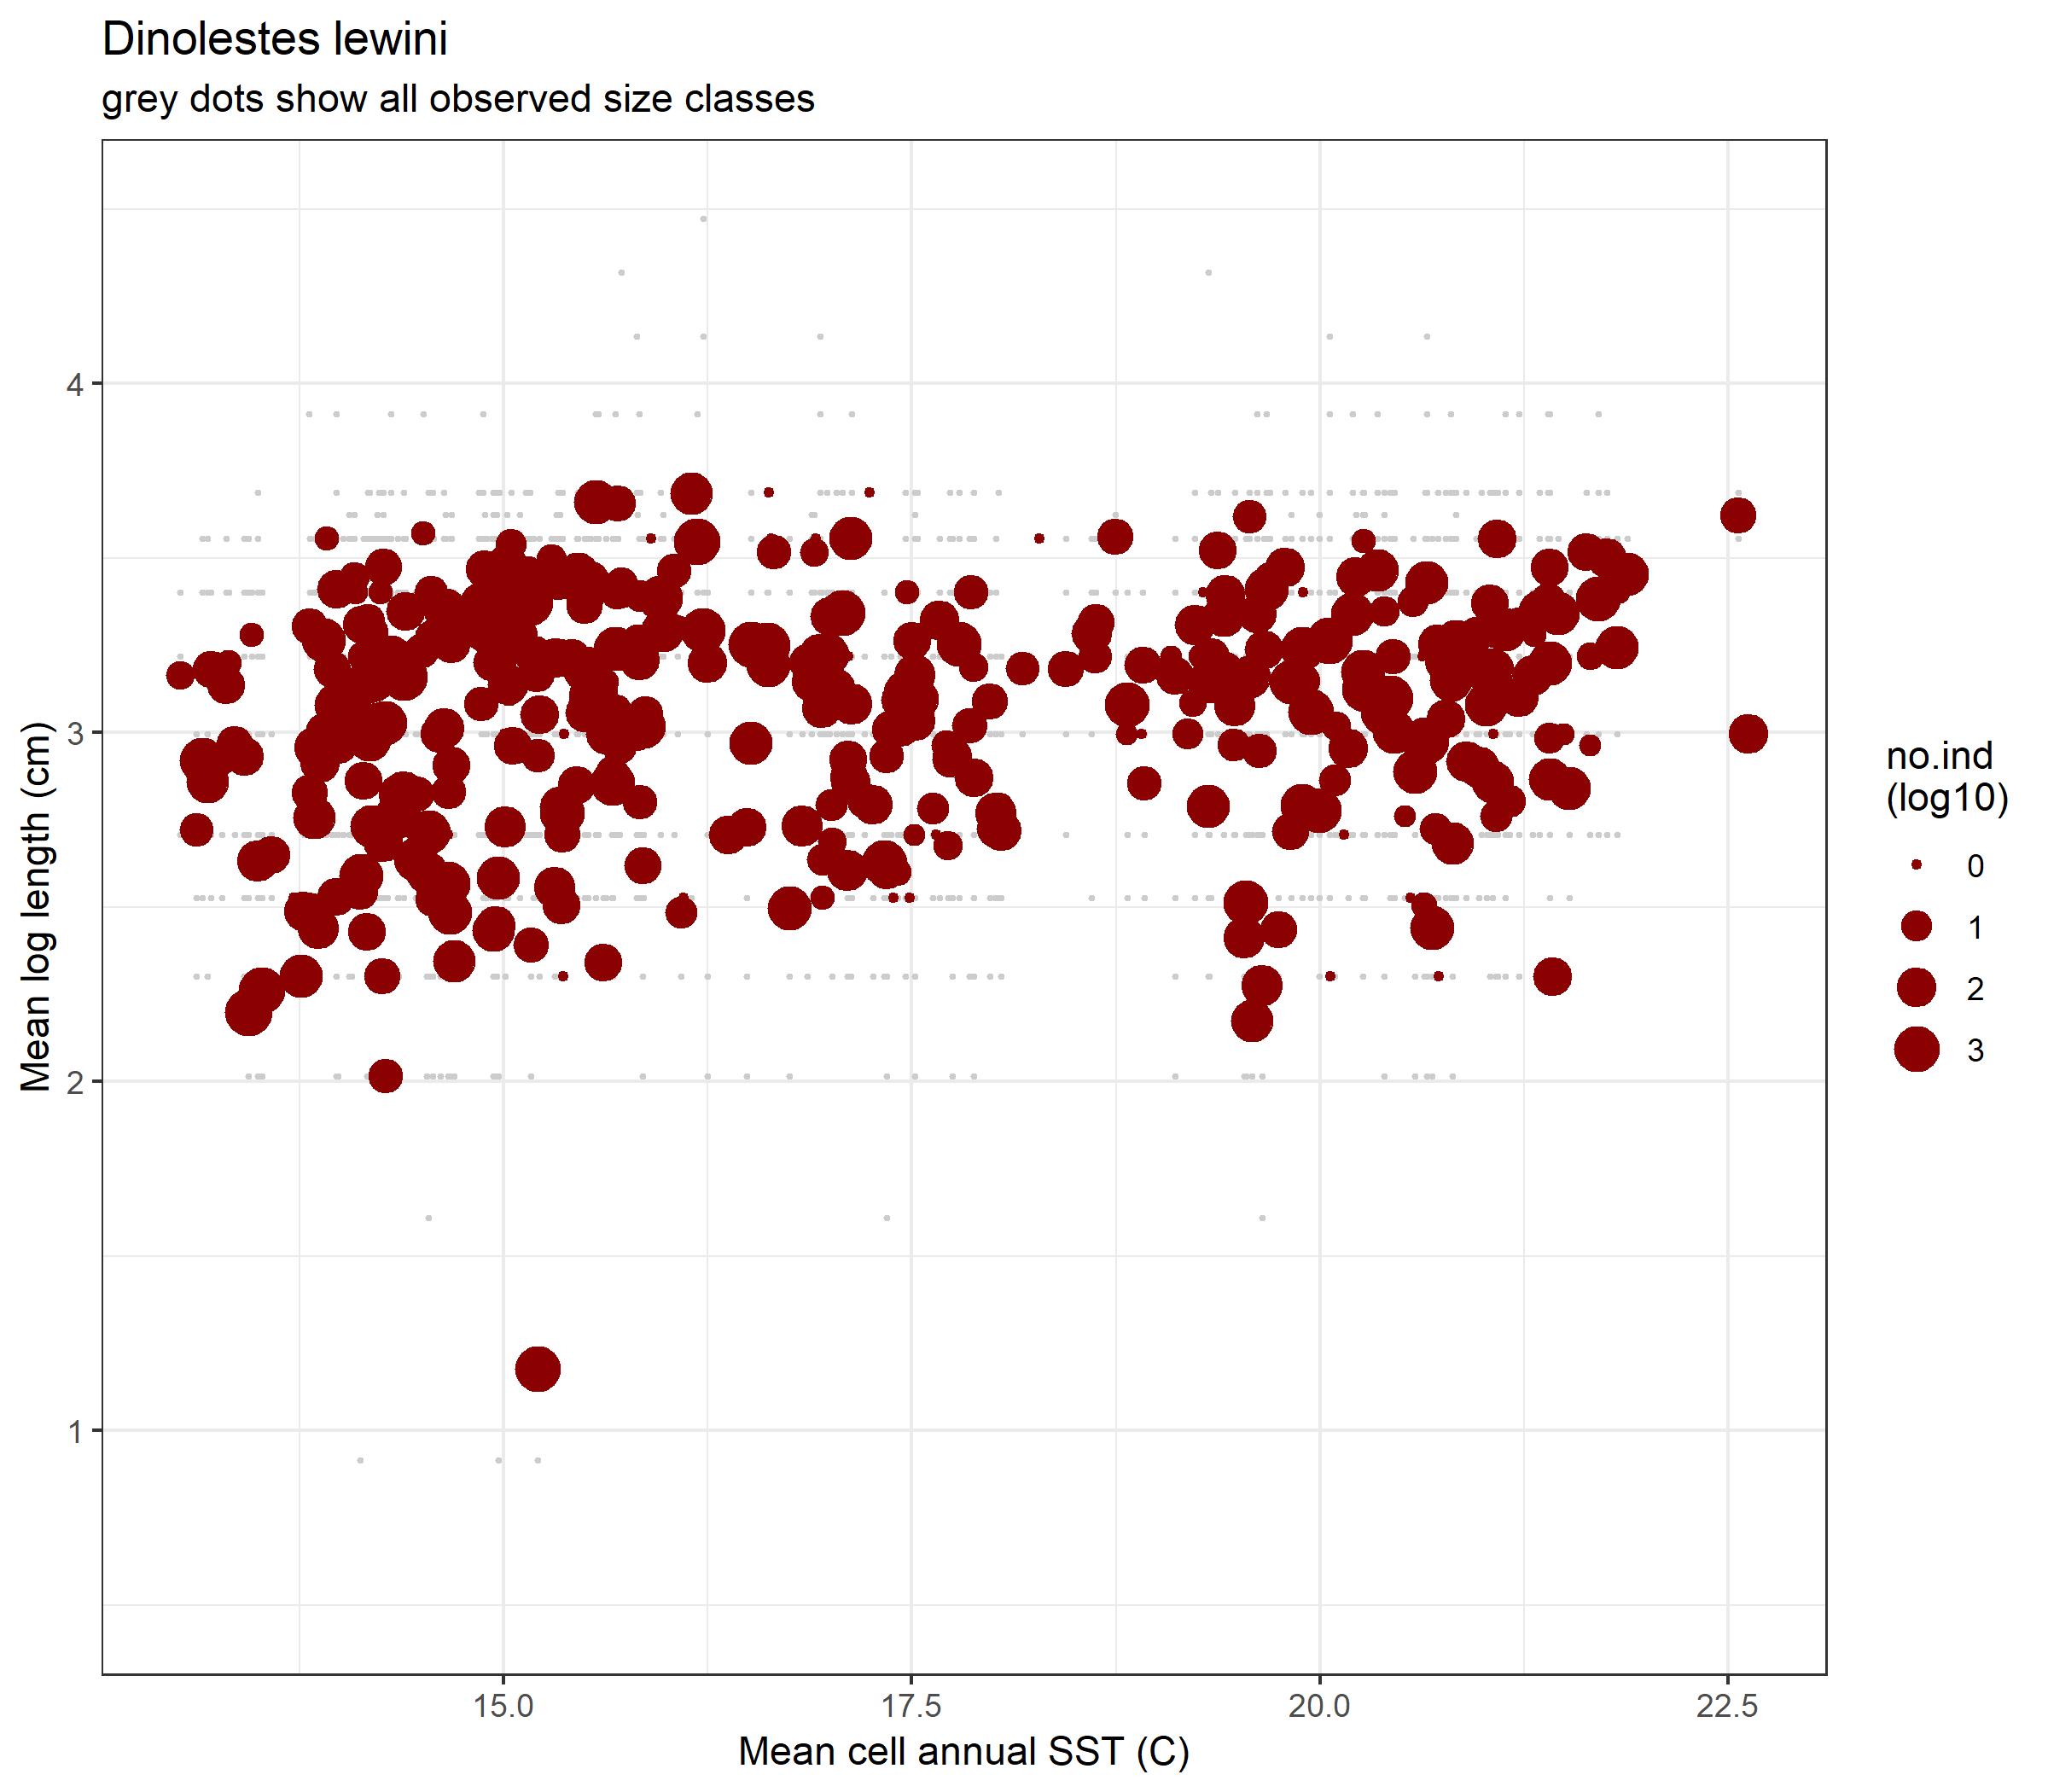 Dinolestes lewini
grey dots show all observed size classes
Mean log length (cm)
4
3
2
1
15.0
17.5
20.0
22.5
Mean cell annual SST (C)
no.ind
(log10)
0
1
2
3